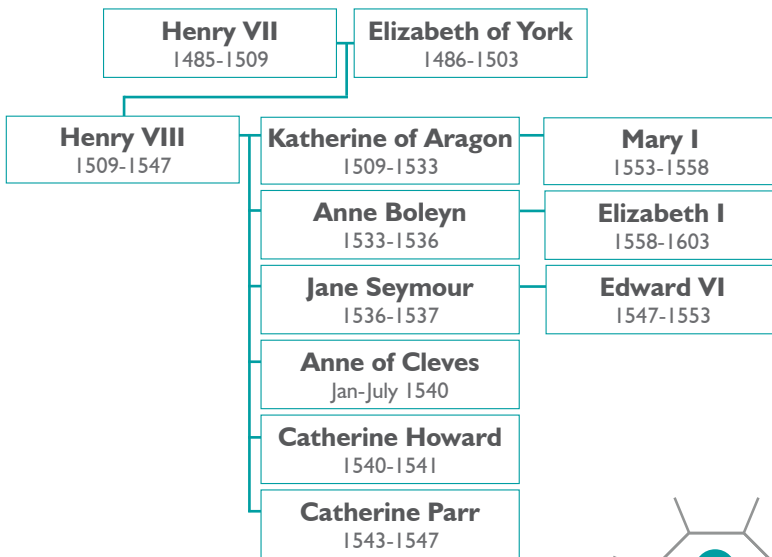 Henry VII
1485-1509
Elizabeth of York
1486-1503
Henry VIII
1509-1547
Katherine of Aragon
1509-1533
Mary I
1553-1558
Anne Boleyn
1533-1536
Elizabeth I
1558-1603
Jane Seymour
1536-1537
Edward VI
1547-1553
Anne of Cleves
Jan-July 1540
Catherine Howard
1540-1541
Catherine Parr
1543-1547